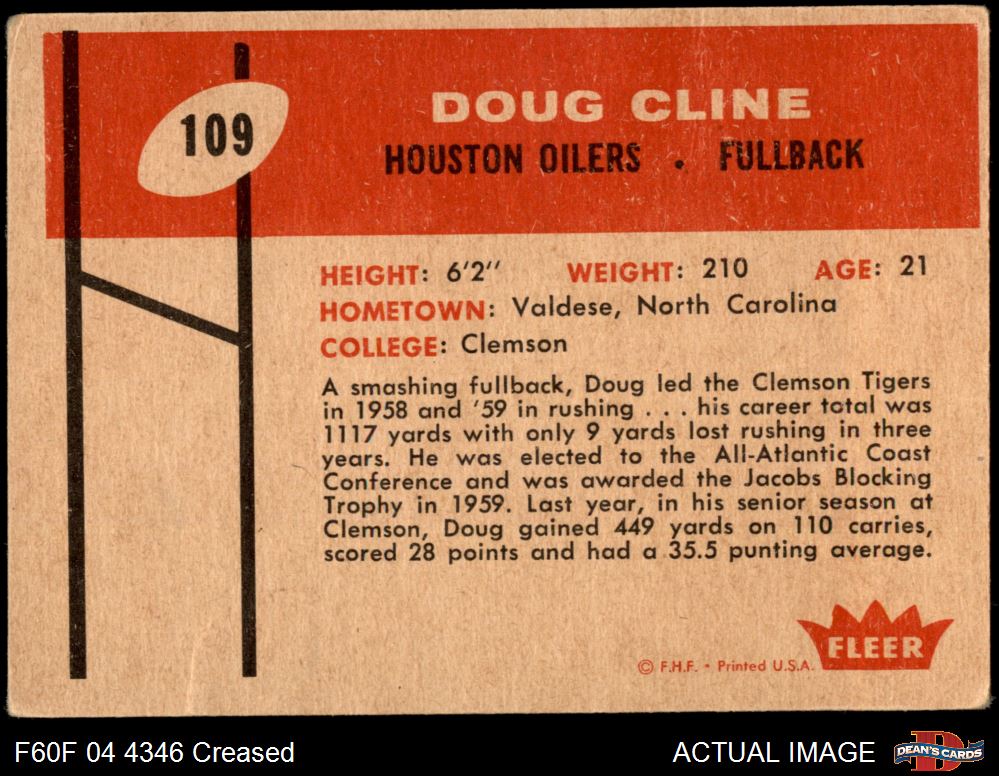 109
DOUG CLINE
HOUSTON OILERS . FULLBACK
HEIGHT: 6'2'' WEIGHT: 210 AGE: 21
HOMETOWN: Valdese, North Carolina
COLLEGE: Clemson
A smashing fullback, Doug led the Clemson Tigers
in 1958 and '59 in rushing . . . his career total was
1117 yards with only 9 yards lost rushing in three
years. He was elected to the All-Atlantic Coast
Conference and was awarded the Jacobs Blocking
Trophy in 1959. Last year, in his senior season at
Clemson, Doug gained 449 yards on 110 carries,
scored 28 points and had a 35.5 punting average.
FLEER
© F.H.F. • Printed U.S.A.
F60F 04 4346 Creased ACTUAL IMAGE D DEAN'S CARDS